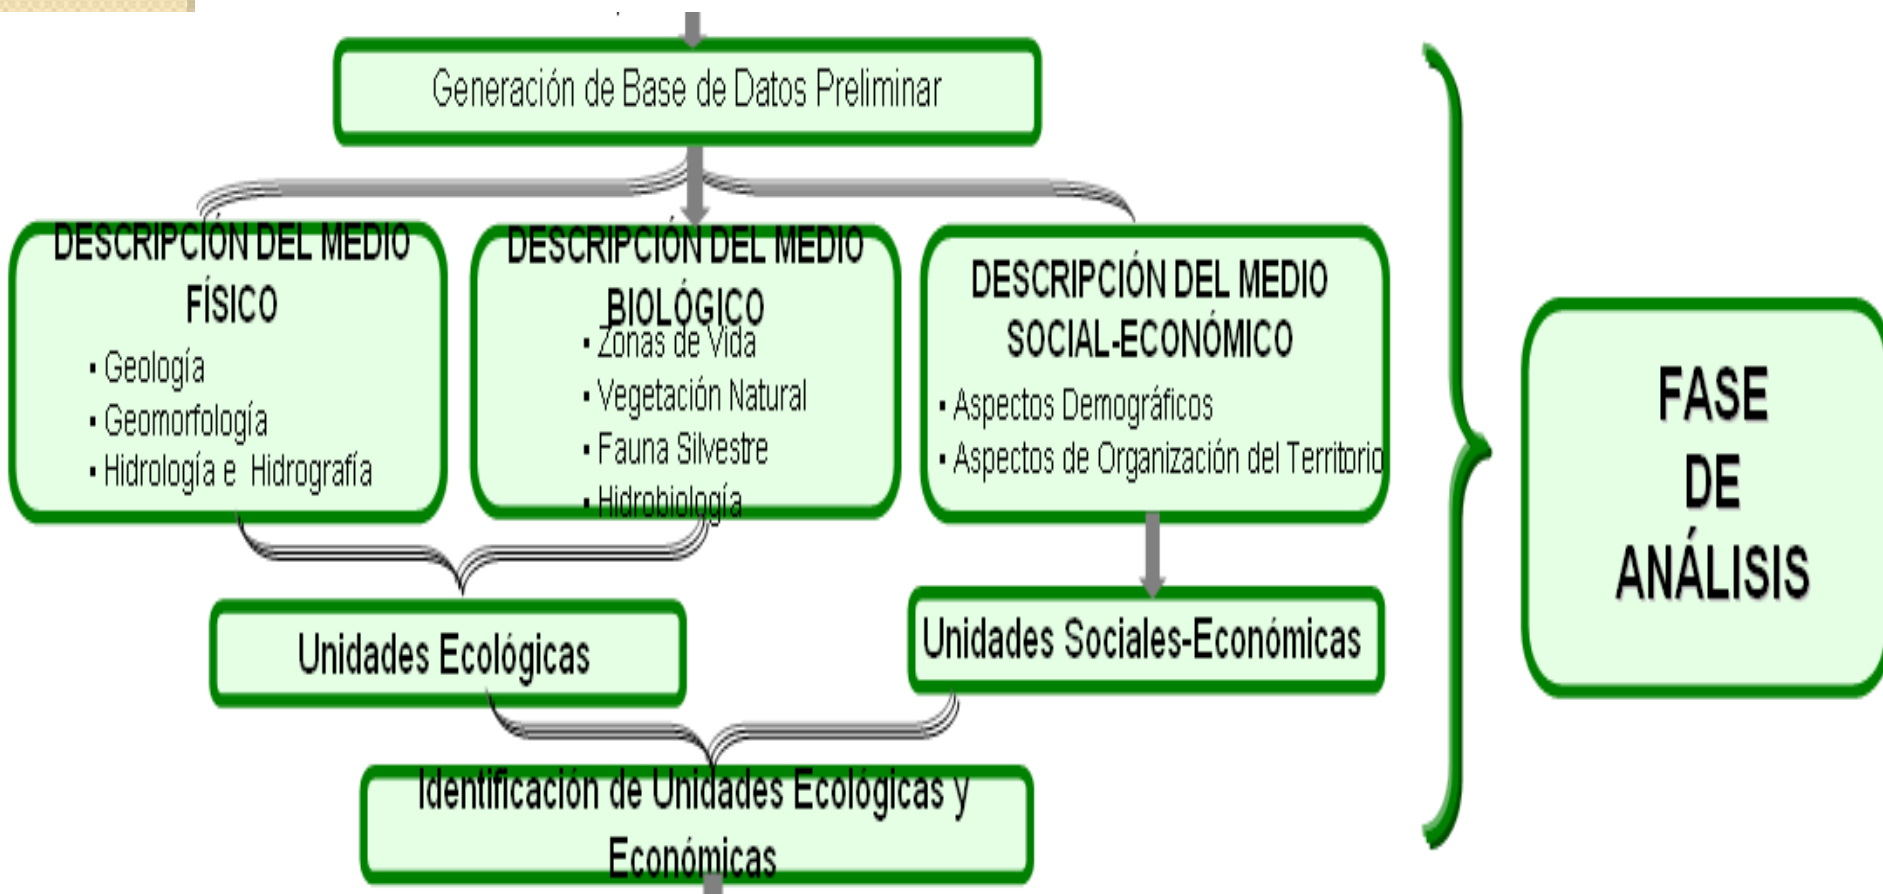 Generación de Base de Datos Preliminar
DESCRIPCIÓN DEL MEDIO
FÍSICO
▪ Geología
▪ Geomorfología
▪ Hidrología e Hidrografía
DESCRIPCIÓN DEL MEDIO
BIOLÓGICO
▪ Zonas de Vida
▪ Vegetación Natural
▪ Fauna Silvestre
▪ Hidrobiología
DESCRIPCIÓN DEL MEDIO
SOCIAL-ECONÓMICO
▪ Aspectos Demográficos
▪ Aspectos de Organización del Territorio
Unidades Ecológicas
Unidades Sociales-Económicas
Identificación de Unidades Ecológicas y
Económicas
FASE
DE
ANÁLISIS